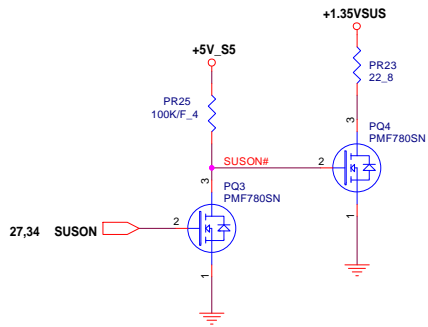 +1.35VSUS
+5V_S5
PR23
22_8
PR25
100K/F_4
3
PQ4
PMF780SN
SUSON#
2
3
PQ3
PMF780SN
1
27,34 SUSON
2
1